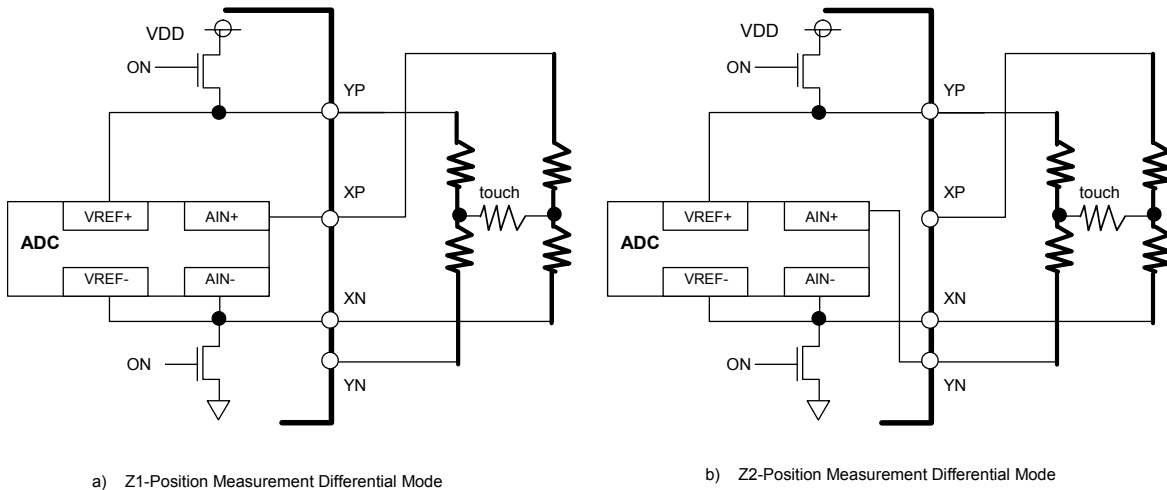 VDD
ON
YP
XP
touch
VREF+
AIN+
ADC
VREF-
AIN-
XN
ON
YN
a) Z1-Position Measurement Differential Mode
VDD
ON
YP
XP
touch
VREF+
AIN+
ADC
VREF-
AIN-
XN
ON
YN
b) Z2-Position Measurement Differential Mode